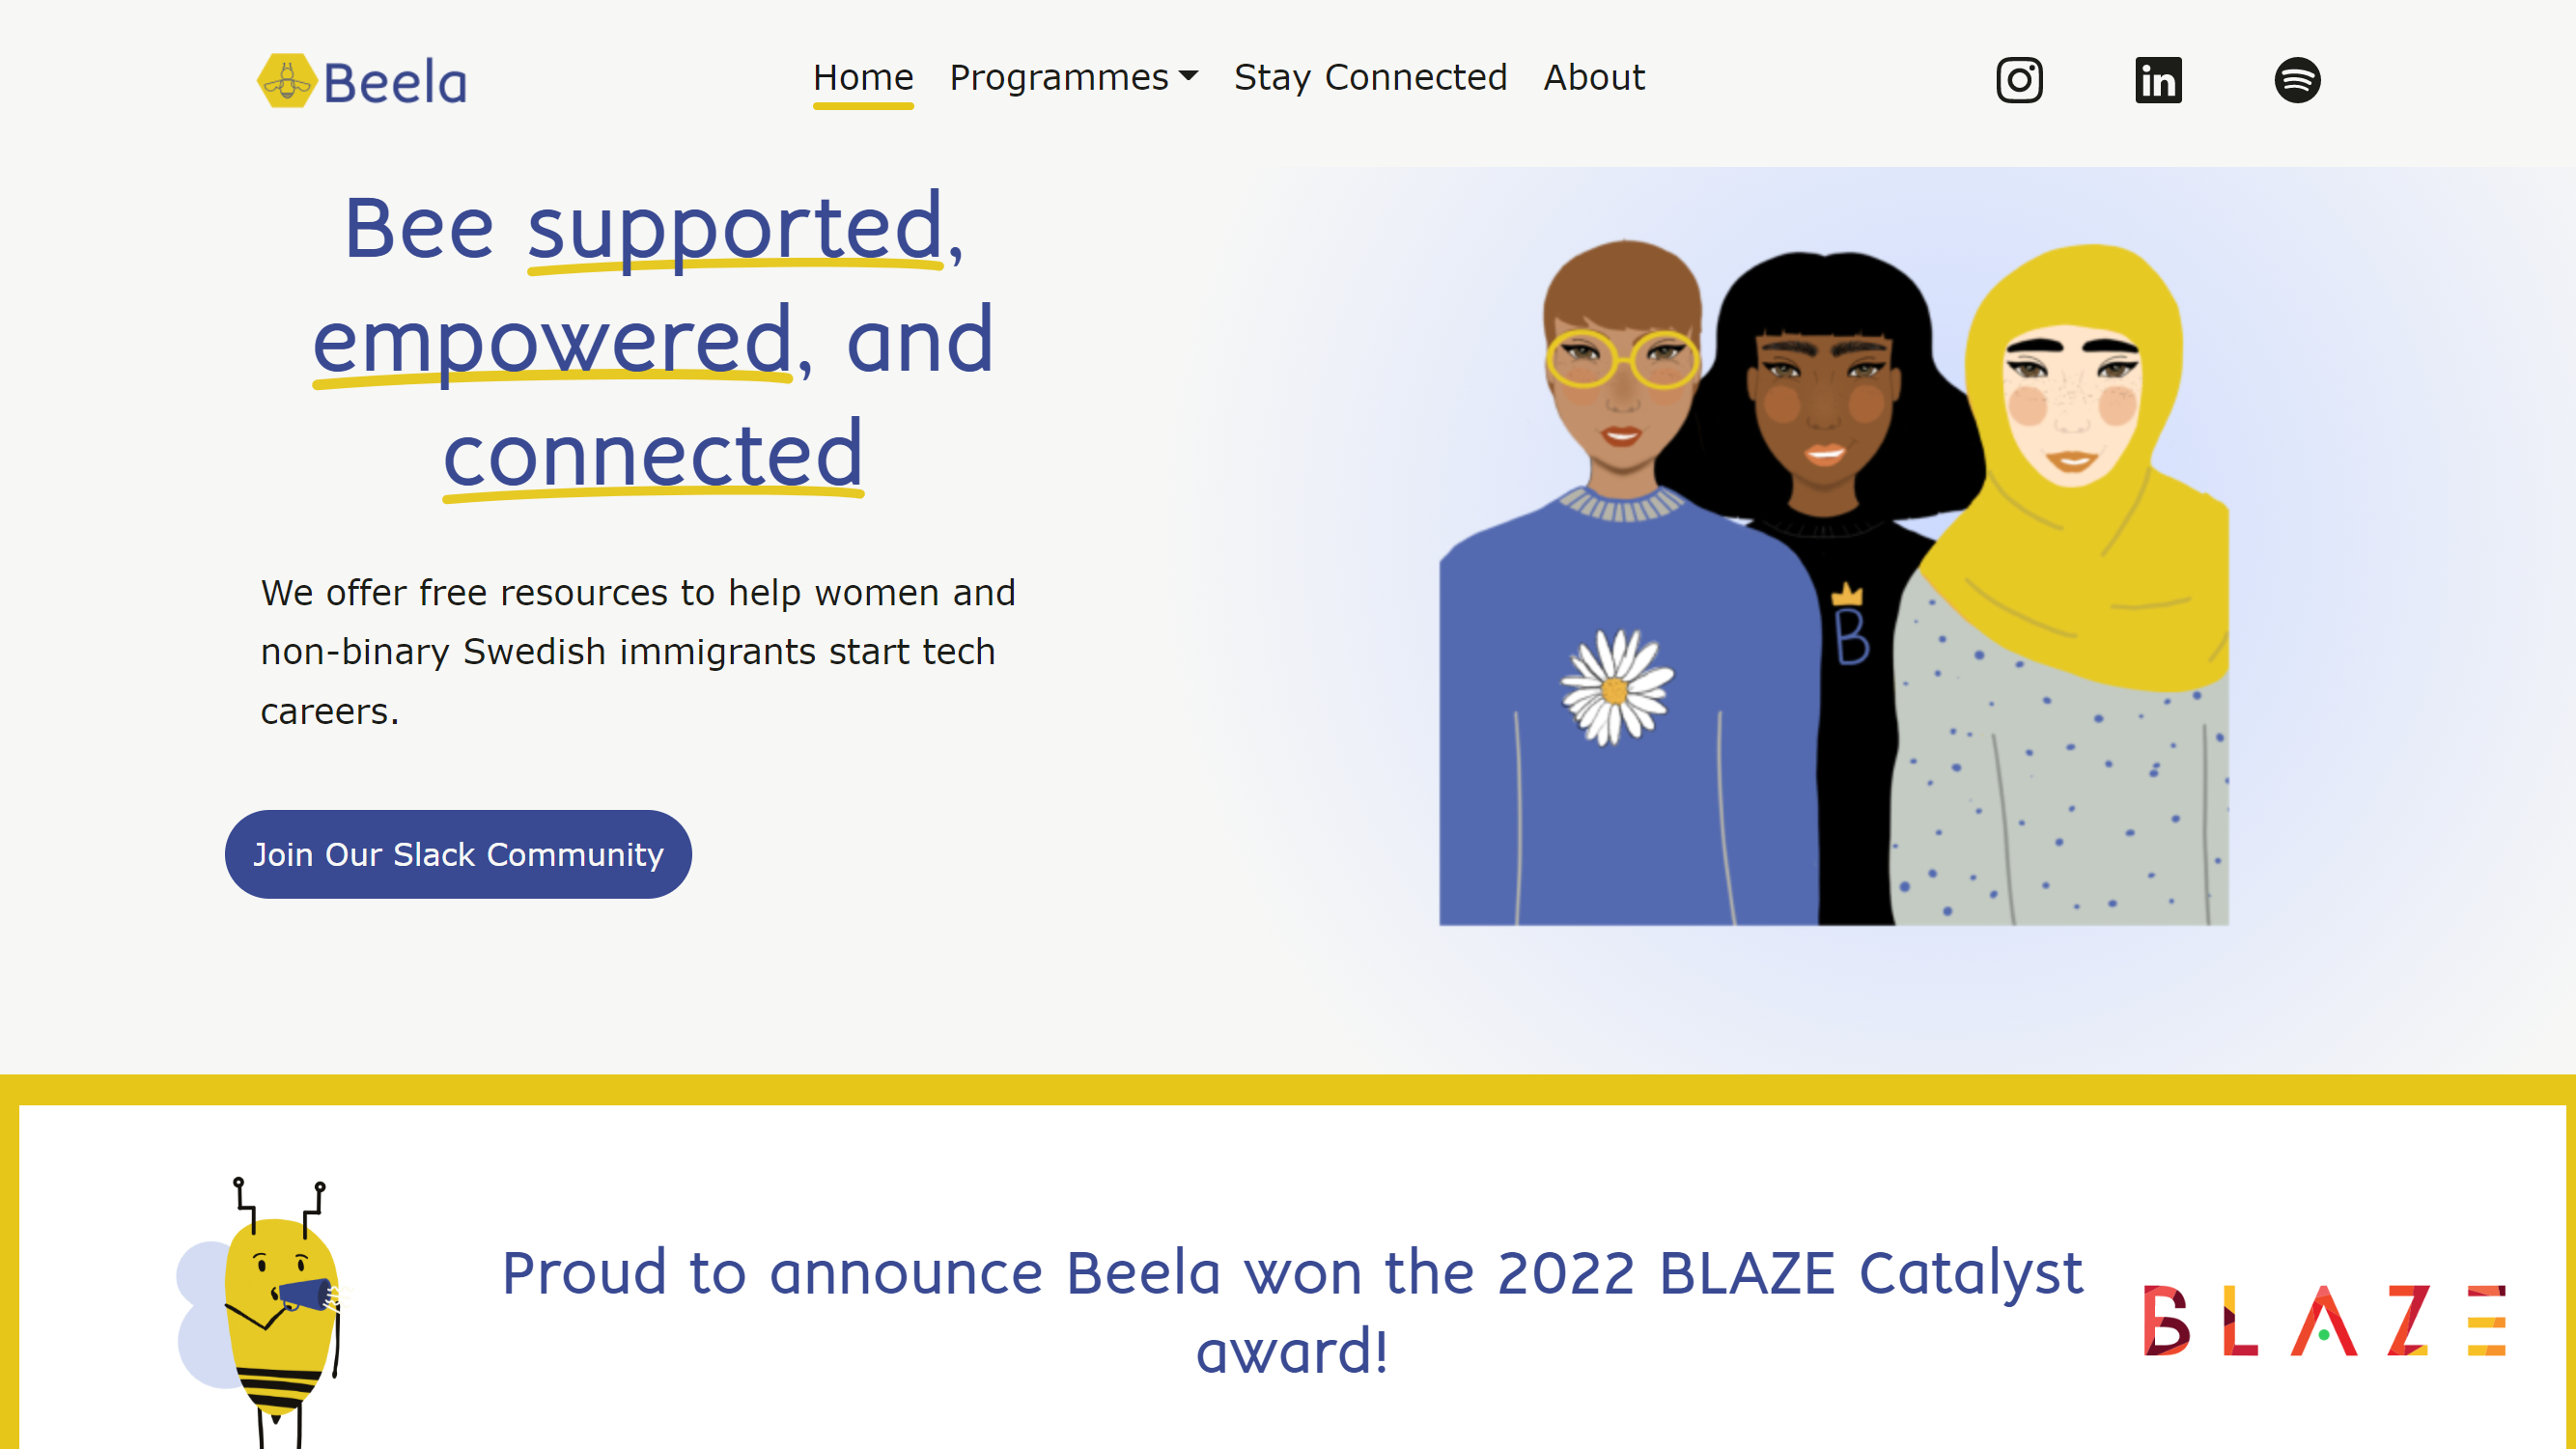 Beela
Home Programmes Stay Connected About
Bee supported,
empowered, and
connected
We offer free resources to help women and
non-binary Swedish immigrants start tech
careers.
Join Our Slack Community
B
Proud to announce Beela won the 2022 BLAZE Catalyst
award!
BLAZE